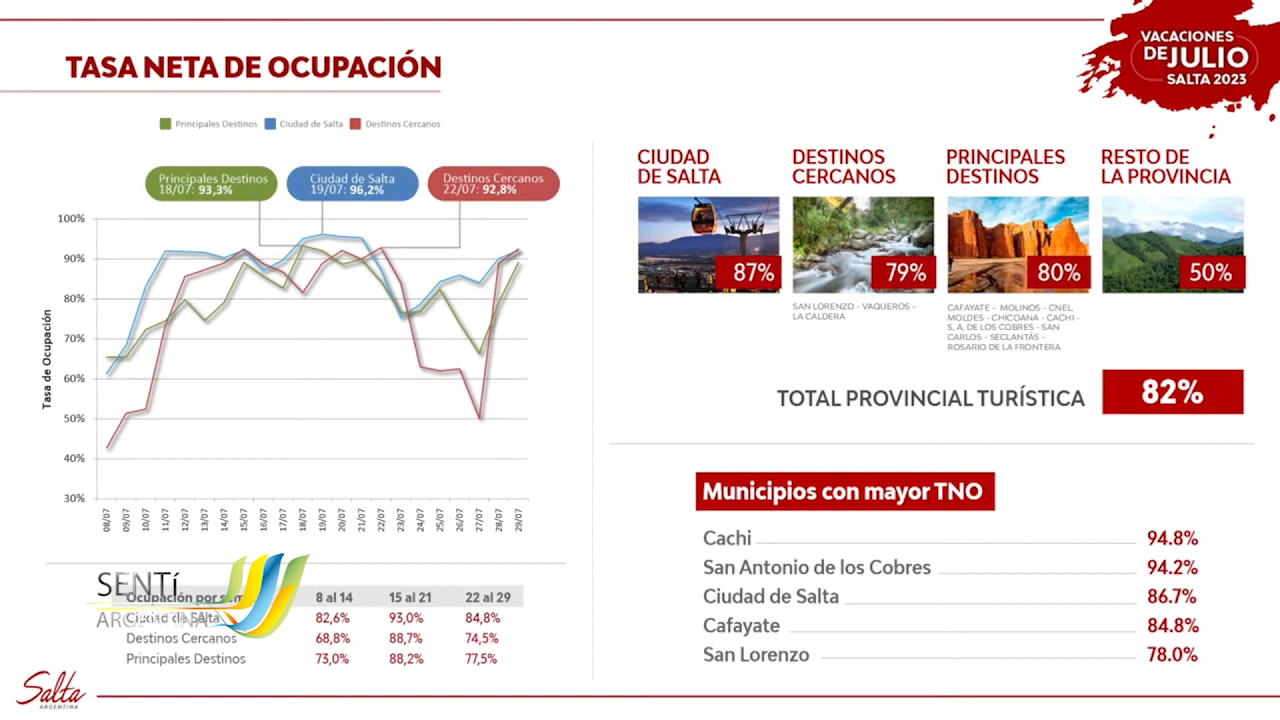 VACACIONES
DE JULIO
SALTA 2023
TASA NETA DE OCUPACIÓN
Principales Destinos Ciudad de Salta Destinos Cercanos
Principales Destinos
18/07: 93,3%
Ciudad de Salta
19/07: 96,2%
Destinos Cercanos
22/07: 92,8%
Tasa de Ocupación
100%
90%
80%
70%
60%
50%
40%
30%
08/07 09/07 10/07 11/07 12/07 13/07 14/07 15/07 16/07 17/07 18/07 19/07 20/07 21/07 22/07 23/07 24/07 25/07 26/07 27/07 28/07 29/07
CIUDAD
DE SALTA
87%
DESTINOS
CERCANOS
79%
SAN LORENZO - VAQUEROS -
LA CALDERA
PRINCIPALES
DESTINOS
80%
CAFAYATE - MOLINOS - CNEL.
MOLDES - CHICOANA - CACHI -
S, A. DE LOS COBRES - SAN
CARLOS - SECLANTÁS -
ROSARIO DE LA FRONTERA
RESTO DE
LA PROVINCIA
50%
TOTAL PROVINCIAL TURÍSTICA 82%
Municipios con mayor TNO
Cachi 94.8%
San Antonio de los Cobres 94.2%
Ciudad de Salta 86.7%
Cafayate 84.8%
San Lorenzo 78.0%
SENTí
ARGENTINA
Ocupación por sem 8 al 14 15 al 21 22 al 29
Ciudad de Salta 82,6% 93,0% 84,8%
Destinos Cercanos 68,8% 88,7% 74,5%
Principales Destinos 73,0% 88,2% 77,5%
Salta
ARGENTINA